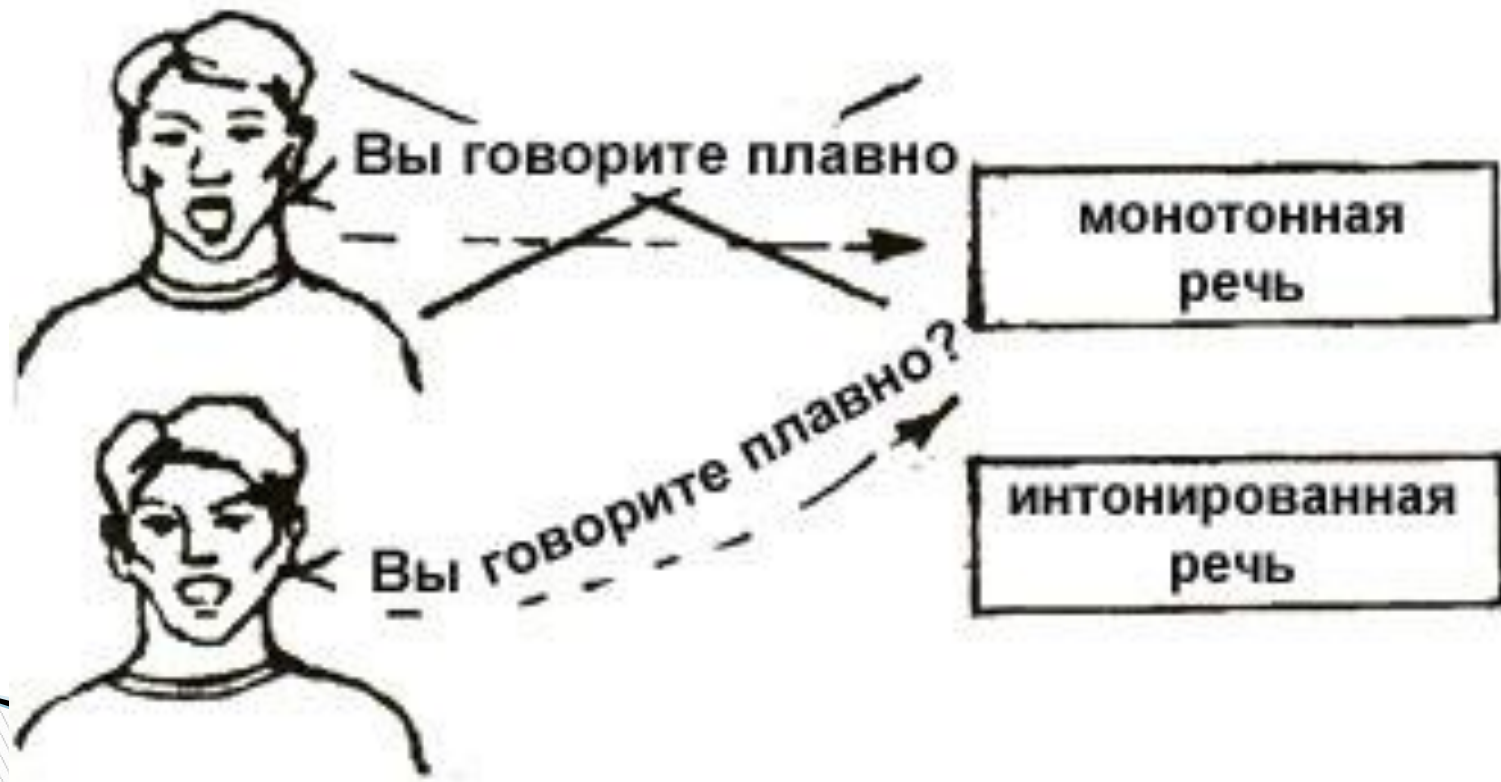 Вы говорите плавно
монотонная
речь
Вы говорите плавно?
интонированная
речь